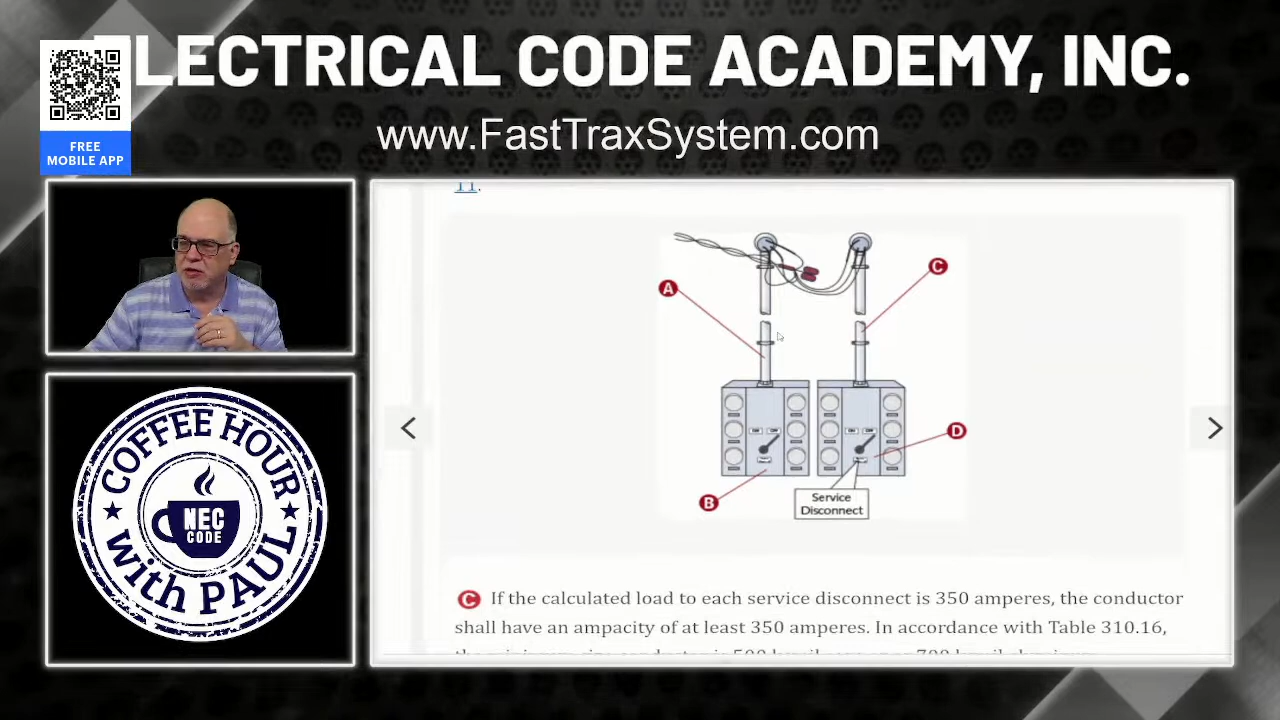 ELECTRICAL CODE ACADEMY, INC.
www.FastTraxSystem.com
FREE
MOBILE APP
11.
A
C
D
B
Service
Disconnect
COFFEE HOUR
NEC
CODE
with PAUL
C If the calculated load to each service disconnect is 350 amperes, the conductor
shall have an ampacity of at least 350 amperes. In accordance with Table 310.16,